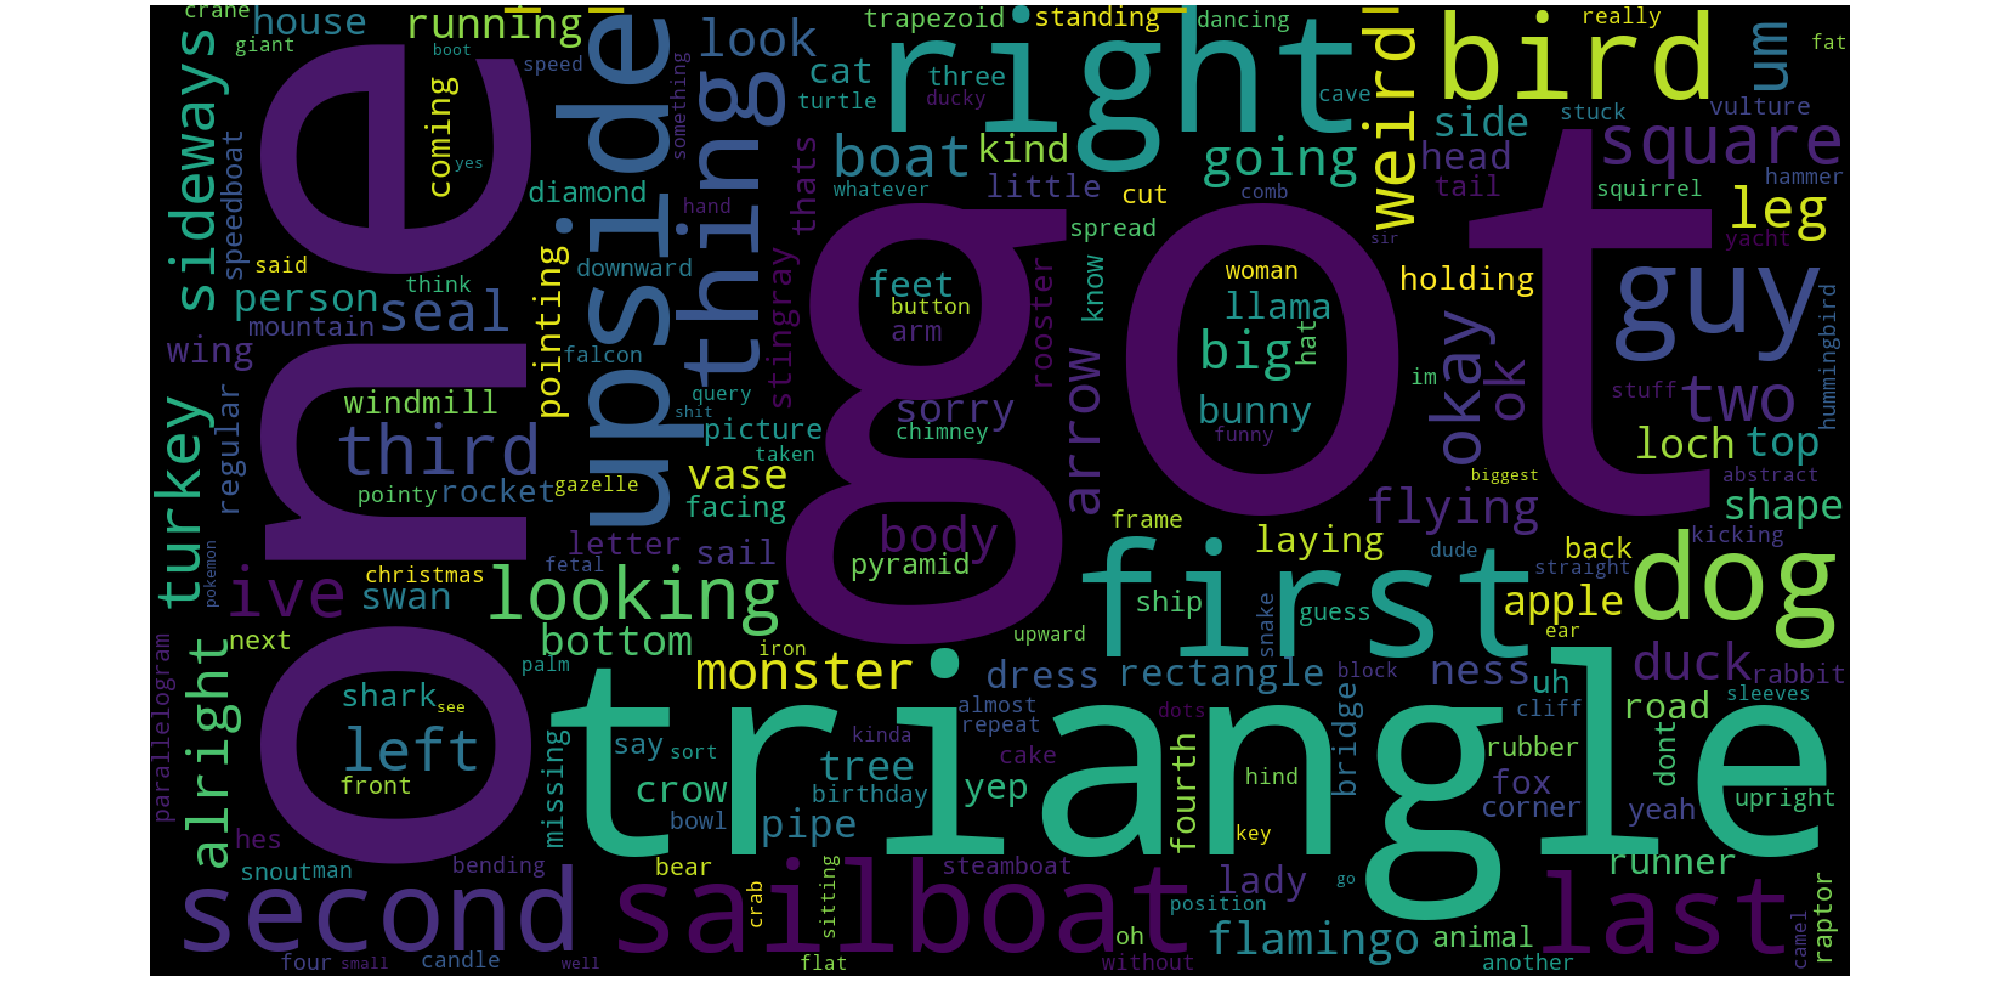 crane
house
running
trapezoid
standing
dancing
really
giant
boot
speed
look
right
bird
um
fat
sideways
one
coming
upside
something
thing
cat
three
turtle
ducky
cave
weird
stuck
vulture
speedboat
yes
thats
boat
kind
going
side
head
square
diamond
hand
whatever
little
cut
comb
tail
squirrel
hammer
leg
said
think
downward
stingray
got
spread
sir
yacht
person
seal
pointing
feet
button
arm
rooster
know
woman
llama
holding
guy
hummingbird
mountain
wing
falcon
big
hat
okay
ok
im
stuff
two
turkey
regular
windmill
query
shit
sorry
arrow
bunny
funny
third
picture
chimney
loch
top
pointy
rocket
gazelle
taken
vase
biggest
abstract
facing
body
flying
shape
pokemon
letter
sail
frame
laying
dude
back
kicking
ive
christmas
swan
fetal
looking
pyramid
first
straight
dog
ship
guess
apple
next
bottom
iron
upward
snake
ear
parallelogram
alright
palm
monster
triangle
dress
rectangle
block
ness
uh
duck
rabbit
shark
see
almost
repeat
dots
cliff
road
sleeves
left
missing
say
sort
kinda
cake
fourth
bridge
rubber
dont
front
crow
tree
birthday
yep
hind
fox
corner
yeah
upright
hes
bowl
pipe
key
snout
man
bending
bear
steamboat
runner
second
crab
sitting
sailboat
lady
go
last
raptor
position
camel
oh
flamingo
animal
four
small
candle
well
flat
without
another